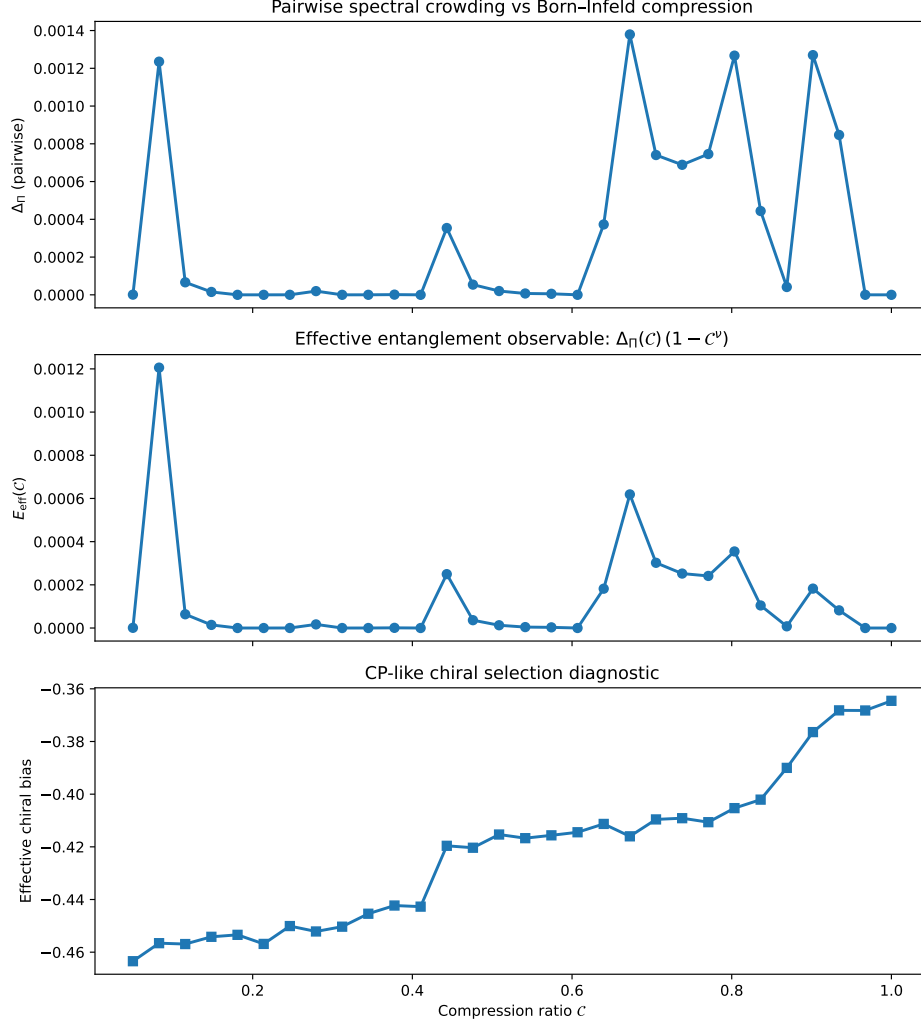 Pairwise spectral crowding vs Born–Infeld compression
0.0014
0.0012
0.0010
0.0008
0.0006
0.0004
0.0002
0.0000
Δ_Π (pairwise)
Effective entanglement observable: Δ_Π(𝒞) (1 − 𝒞^ν)
0.0012
0.0010
0.0008
0.0006
0.0004
0.0002
0.0000
E_eff(𝒞)
CP-like chiral selection diagnostic
−0.36
−0.38
−0.40
−0.42
−0.44
−0.46
Effective chiral bias
0.2 0.4 0.6 0.8 1.0
Compression ratio 𝒞